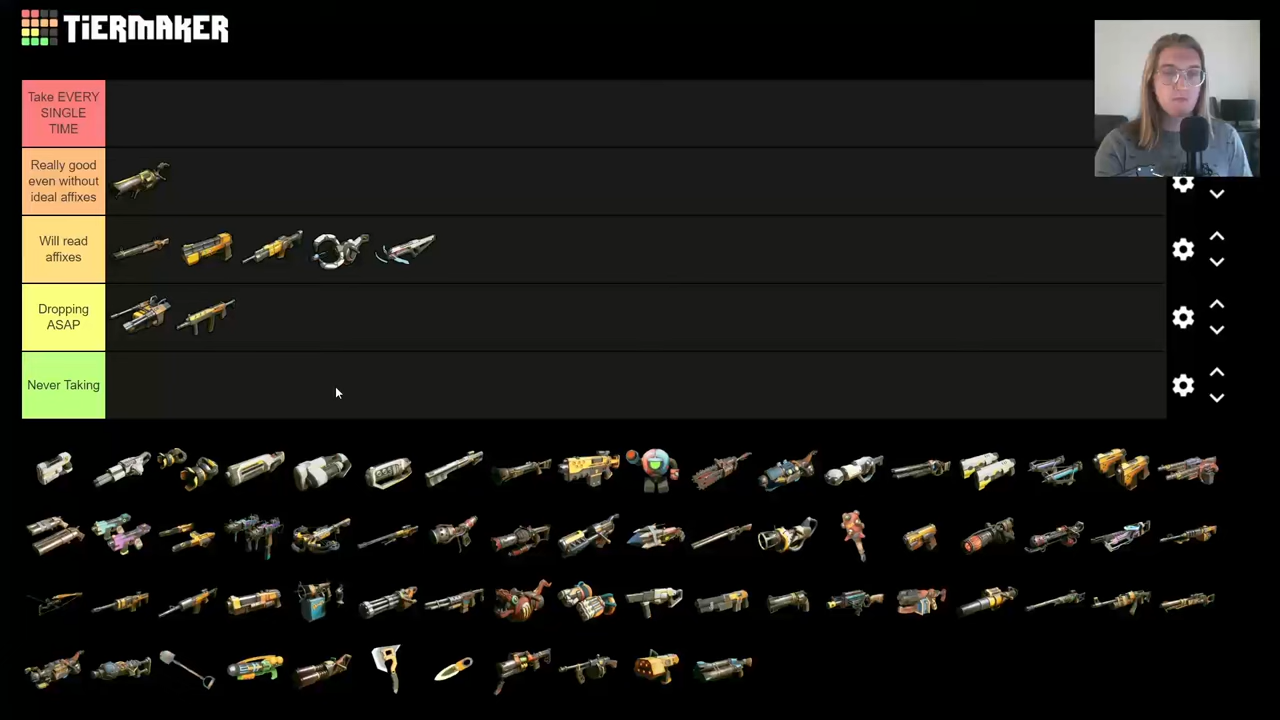 TiERMAKER
Take EVERY
SINGLE
TIME
Really good
even without
ideal affixes
Will read
affixes
Dropping
ASAP
Never Taking